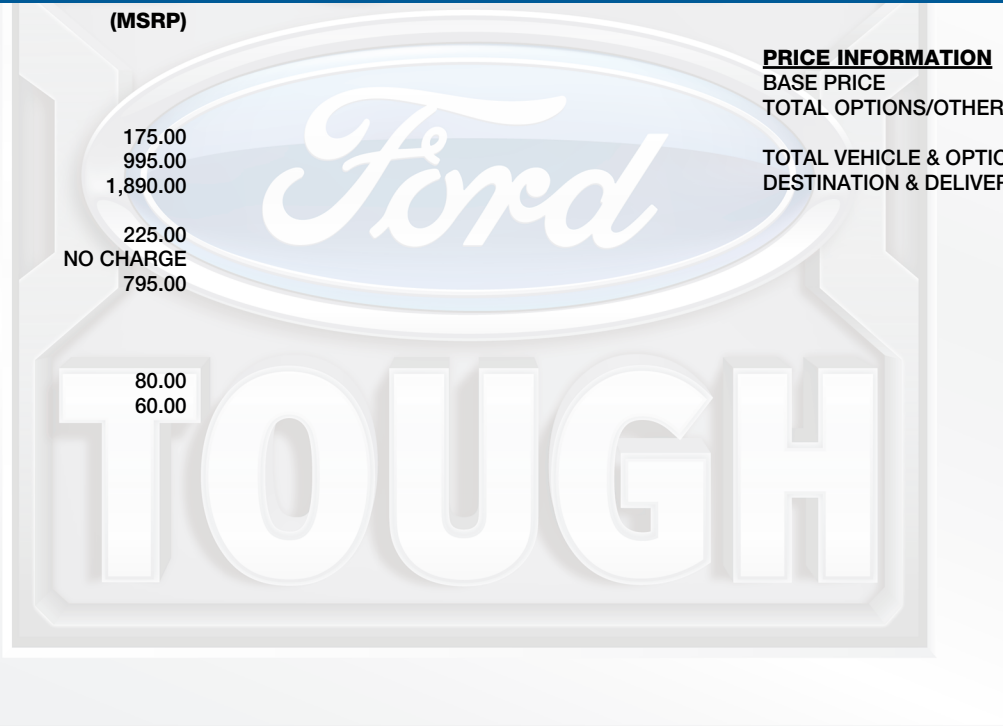 (MSRP)
175.00
995.00
1,890.00
225.00
NO CHARGE
795.00
80.00
60.00
PRICE INFORMATION
BASE PRICE
TOTAL OPTIONS/OTHER
TOTAL VEHICLE & OPTIO
DESTINATION & DELIVER
Ford
TOUGH